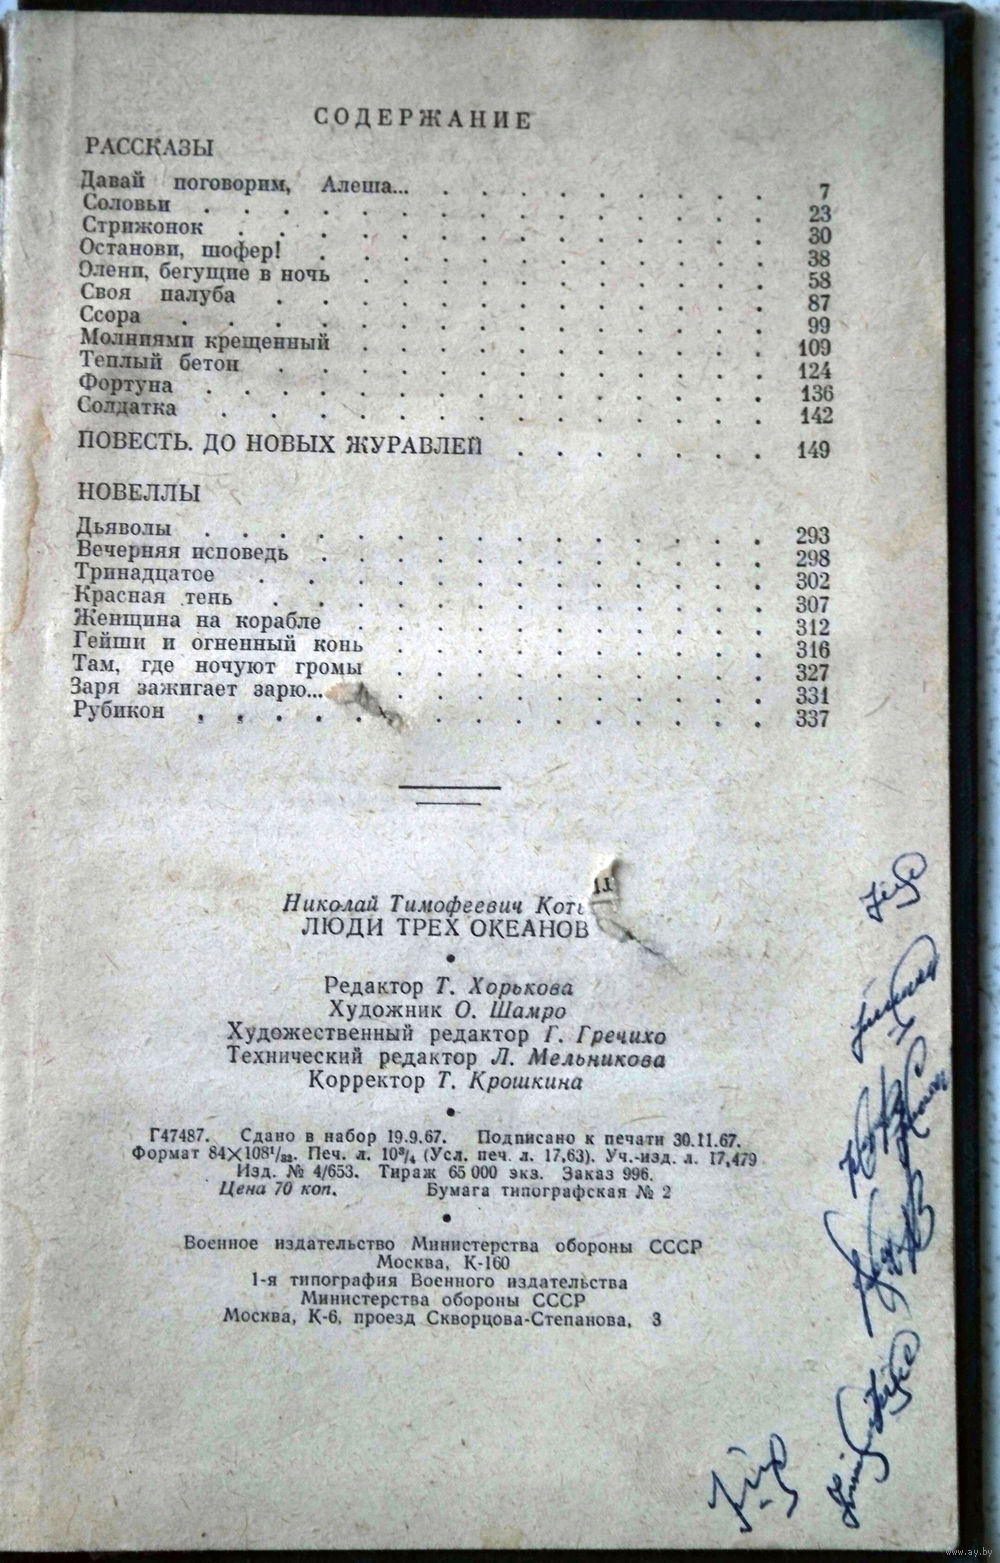 СОДЕРЖАНИЕ
РАССКАЗЫ
Давай поговорим, Алеша... . . . . . . . . . 7
Соловьи . . . . . . . . . . . . . . . 23
Стрижонок . . . . . . . . . . . . . . 30
Останови, шофер! . . . . . . . . . . . . 38
Олени, бегущие в ночь . . . . . . . . . . . 58
Своя палуба . . . . . . . . . . . . . 87
Ссора . . . . . . . . . . . . . . . 99
Молниями крещенный . . . . . . . . . . . 109
Теплый бетон . . . . . . . . . . . . . 124
Фортуна . . . . . . . . . . . . . . . 136
Солдатка . . . . . . . . . . . . . . 142
ПОВЕСТЬ. ДО НОВЫХ ЖУРАВЛЕЙ . . . . . . . 149
НОВЕЛЛЫ
Дьяволы . . . . . . . . . . . . . . . 293
Вечерняя исповедь . . . . . . . . . . . . 298
Тринадцатое . . . . . . . . . . . . . 302
Красная тень . . . . . . . . . . . . . 307
Женщина на корабле . . . . . . . . . . . 312
Гейши и огненный конь . . . . . . . . . . 316
Там, где ночуют громы . . . . . . . . . . 327
Заря зажигает зарю... . . . . . . . . . . 331
Рубикон . . . . . . . . . . . . . . . 337
Николай Тимофеевич
ЛЮДИ ТРЕХ ОКЕАНОВ
•
Редактор Т. Хорькова
Художник О. Шамро
Художественный редактор Г. Гречихо
Технический редактор Л. Мельникова
Корректор Т. Крошкина
•
Г47487. Сдано в набор 19.9.67. Подписано к печати 30.11.67.
Формат 84×108¹/₃₂. Печ. л. 10³/₄ (Усл. печ. л. 17,63). Уч.-изд. л. 17,479
Изд. № 4/653. Тираж 65 000 экз. Заказ 996.
Цена 70 коп. Бумага типографская № 2
•
Военное издательство Министерства обороны СССР
Москва, К-160
1-я типография Военного издательства
Министерства обороны СССР
Москва, К-6, проезд Скворцова-Степанова, 3
www.ay.by